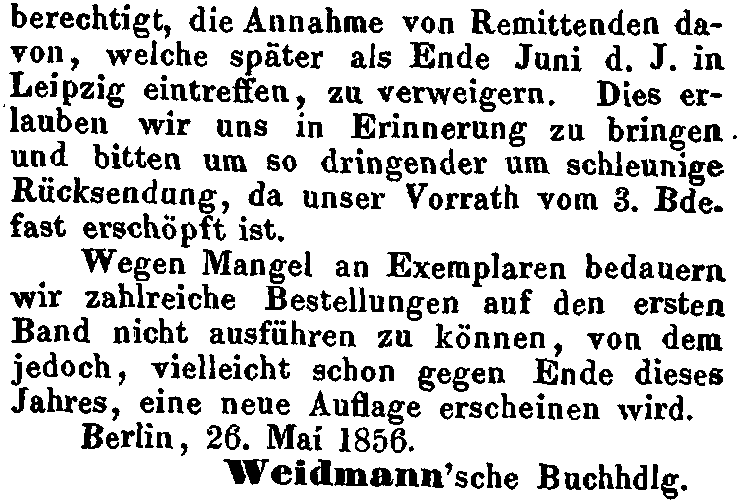 berechtigt, die Annahme von Remittenden da-
von, welche später als Ende Juni d. J. in
Leipzig eintreffen, zu verweigern. Dies er-
lauben wir uns in Erinnerung zu bringen
und bitten um so dringender um schleunige
Rücksendung, da unser Vorrath vom 3. Bde.
fast erschöpft ist.
Wegen Mangel an Exemplaren bedauern
wir zahlreiche Bestellungen auf den ersten
Band nicht ausführen zu können, von dem
jedoch, vielleicht schon gegen Ende dieses
Jahres, eine neue Auflage erscheinen wird.
Berlin, 26. Mai 1856.
Weidmann'sche Buchhdlg.